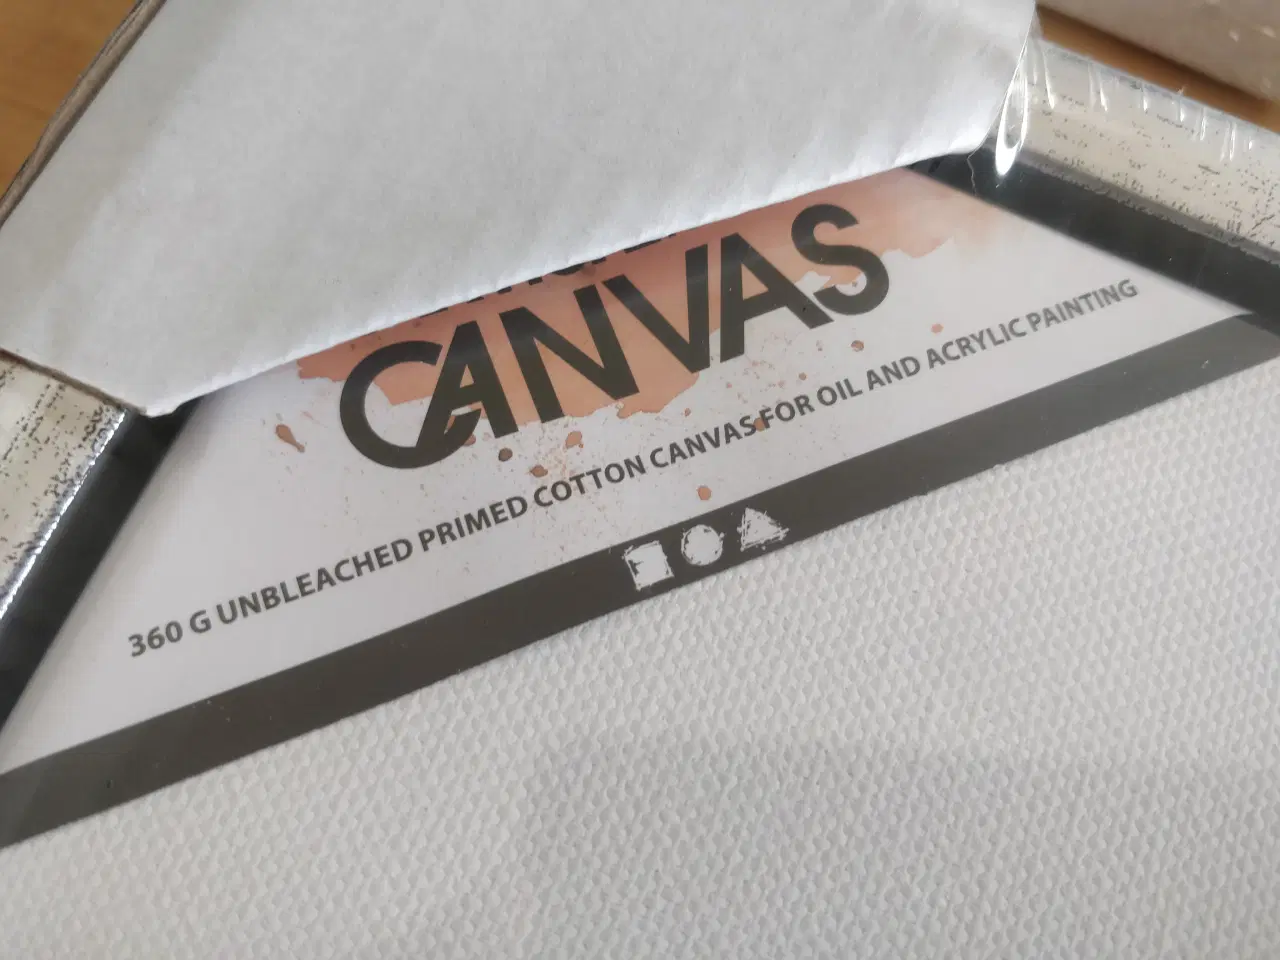 CANVAS
360 G UNBLEACHED PRIMED COTTON CANVAS FOR OIL AND ACRYLIC PAINTING